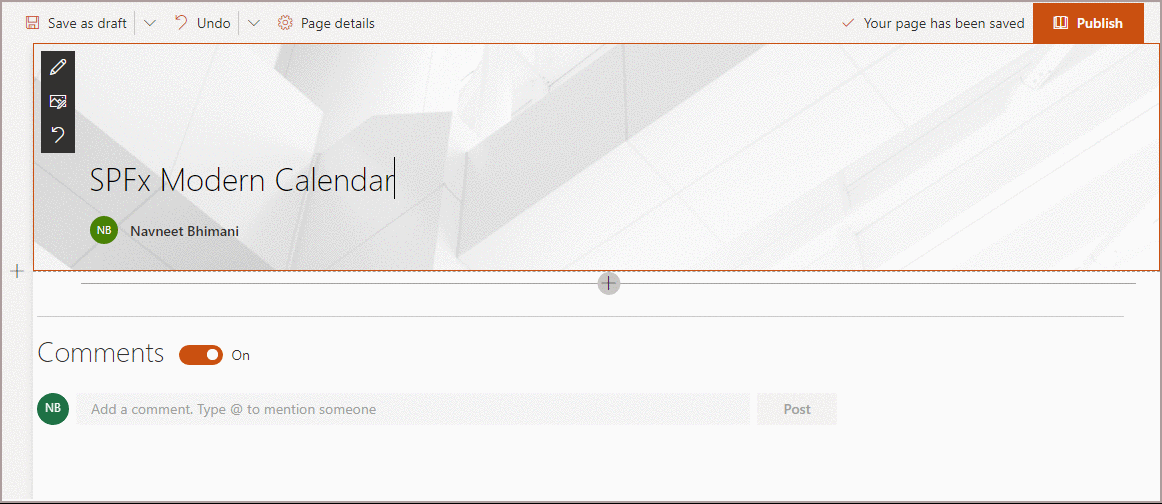 Save as draft Undo Page details Your page has been saved Publish
SPFx Modern Calendar
NB Navneet Bhimani
Comments On
NB Add a comment. Type @ to mention someone Post